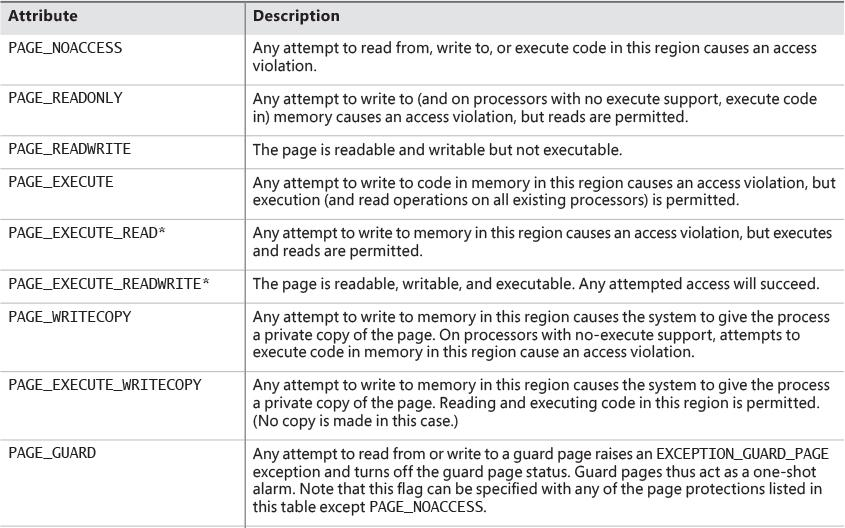 Attribute Description
PAGE_NOACCESS Any attempt to read from, write to, or execute code in this region causes an access
violation.
PAGE_READONLY Any attempt to write to (and on processors with no execute support, execute code
in) memory causes an access violation, but reads are permitted.
PAGE_READWRITE The page is readable and writable but not executable.
PAGE_EXECUTE Any attempt to write to code in memory in this region causes an access violation, but
execution (and read operations on all existing processors) is permitted.
PAGE_EXECUTE_READ* Any attempt to write to memory in this region causes an access violation, but executes
and reads are permitted.
PAGE_EXECUTE_READWRITE* The page is readable, writable, and executable. Any attempted access will succeed.
PAGE_WRITECOPY Any attempt to write to memory in this region causes the system to give the process
a private copy of the page. On processors with no-execute support, attempts to
execute code in memory in this region cause an access violation.
PAGE_EXECUTE_WRITECOPY Any attempt to write to memory in this region causes the system to give the process
a private copy of the page. Reading and executing code in this region is permitted.
(No copy is made in this case.)
PAGE_GUARD Any attempt to read from or write to a guard page raises an EXCEPTION_GUARD_PAGE
exception and turns off the guard page status. Guard pages thus act as a one-shot
alarm. Note that this flag can be specified with any of the page protections listed in
this table except PAGE_NOACCESS.